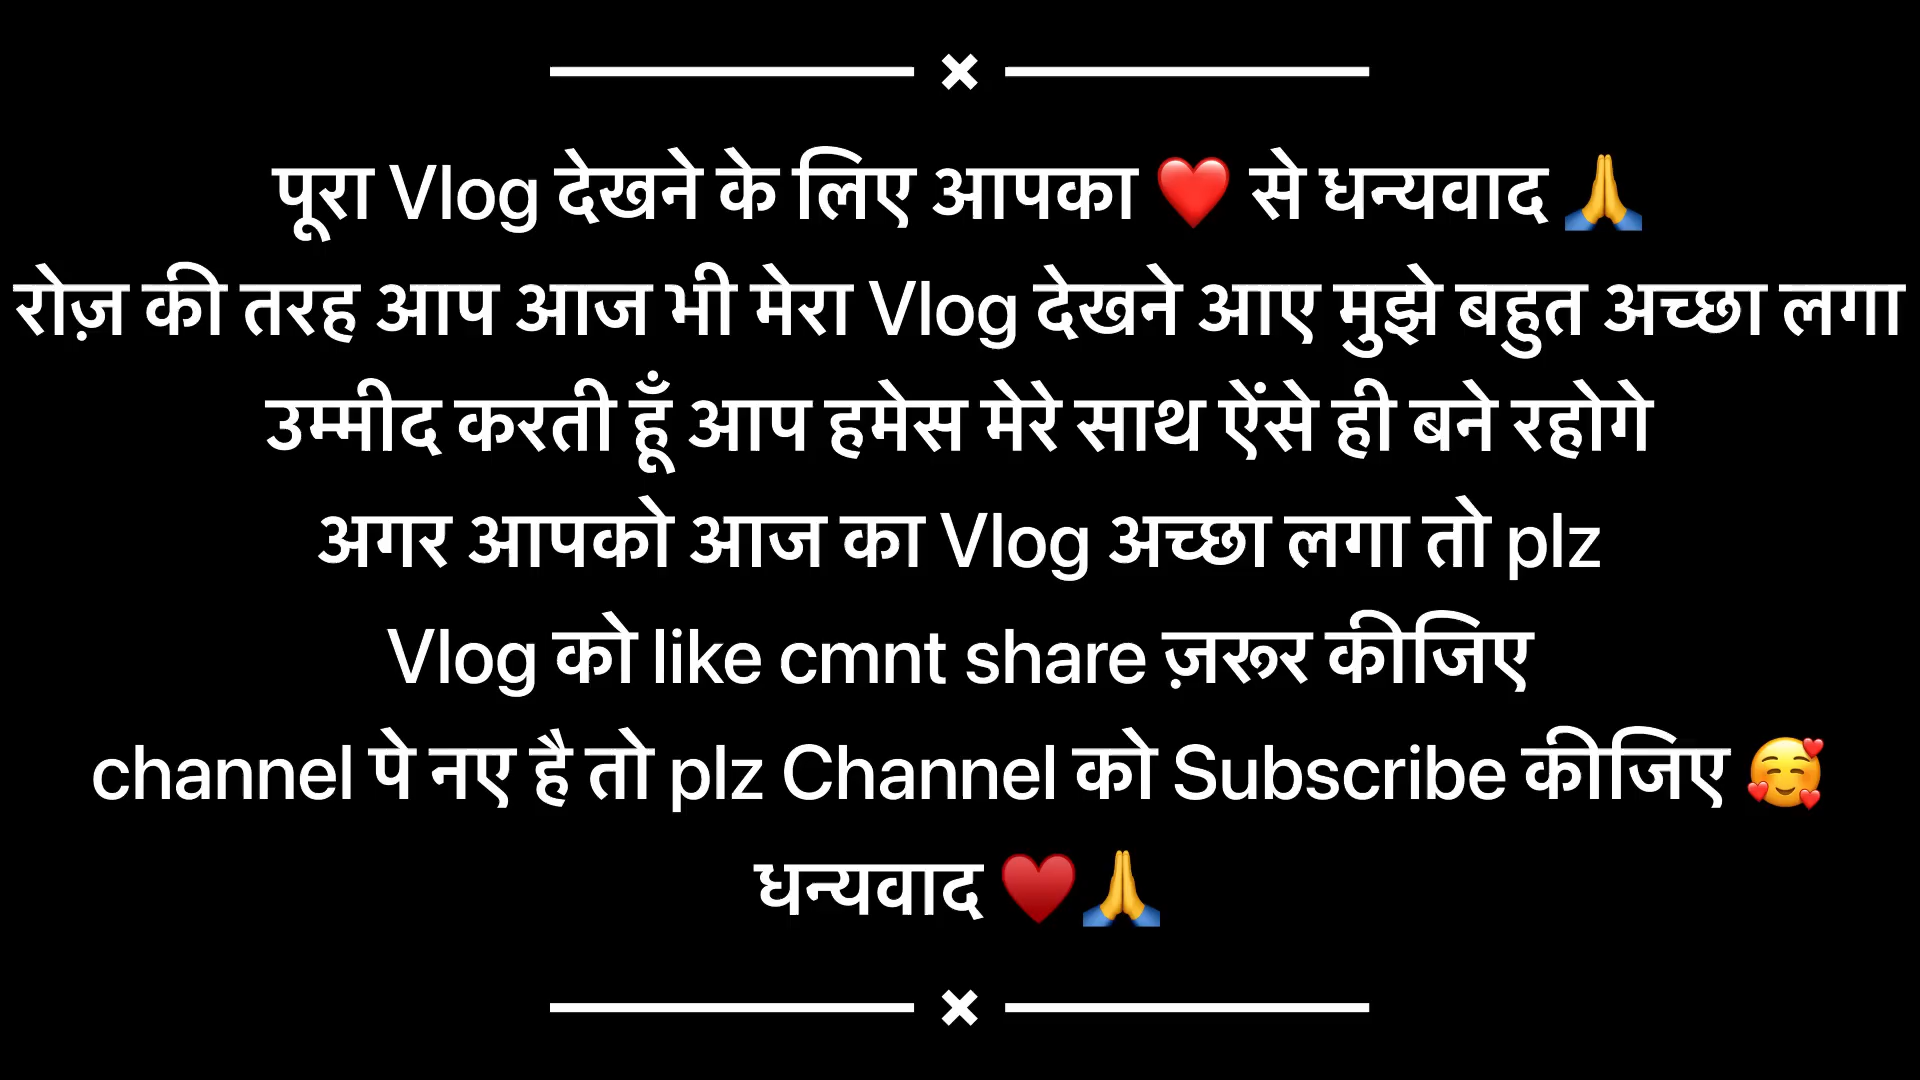 पूरा Vlog देखने के लिए आपका ❤️ से धन्यवाद 🙏
रोज़ की तरह आप आज भी मेरा Vlog देखने आए मुझे बहुत अच्छा लगा
उम्मीद करती हूँ आप हमेस मेरे साथ ऐंसे ही बने रहोगे
अगर आपको आज का Vlog अच्छा लगा तो plz
Vlog को like cmnt share ज़रूर कीजिए
channel पे नए है तो plz Channel को Subscribe कीजिए 🥰
धन्यवाद ♥️🙏